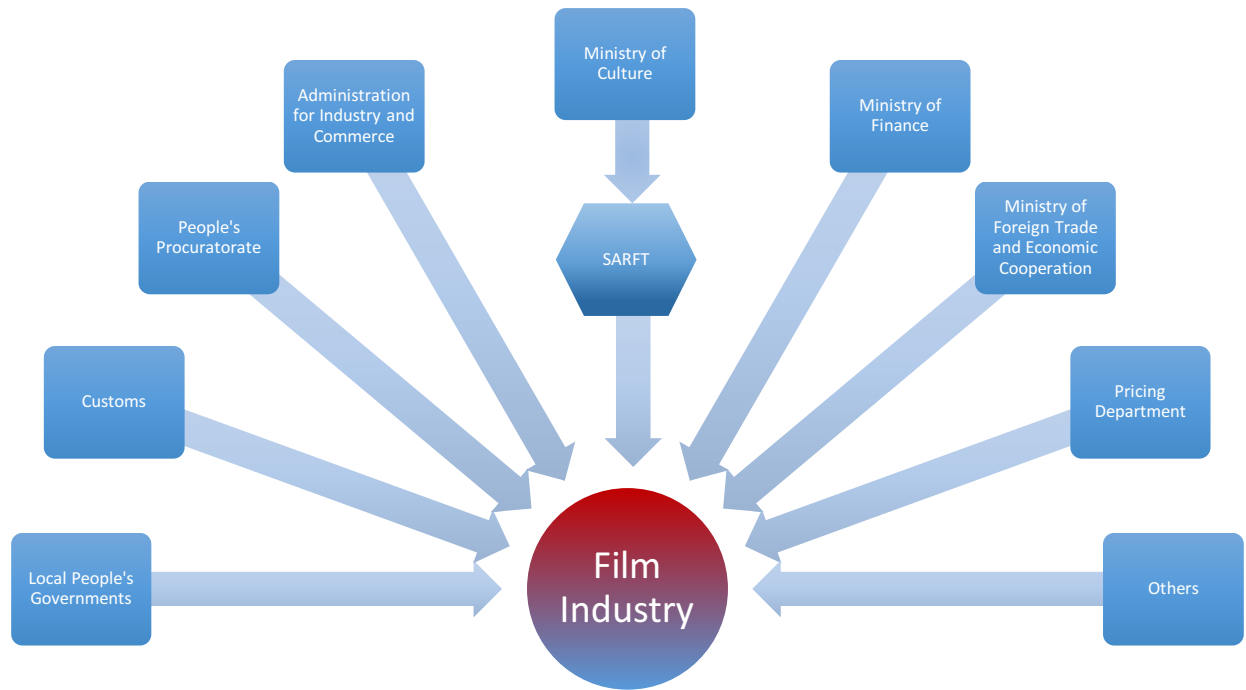 Ministry of
Culture
Administration
for Industry and
Commerce
Ministry of
Finance
People's
Procuratorate
SARFT
Ministry of
Foreign Trade
and Economic
Cooperation
Customs
Pricing
Department
Local People's
Governments
Film
Industry
Others